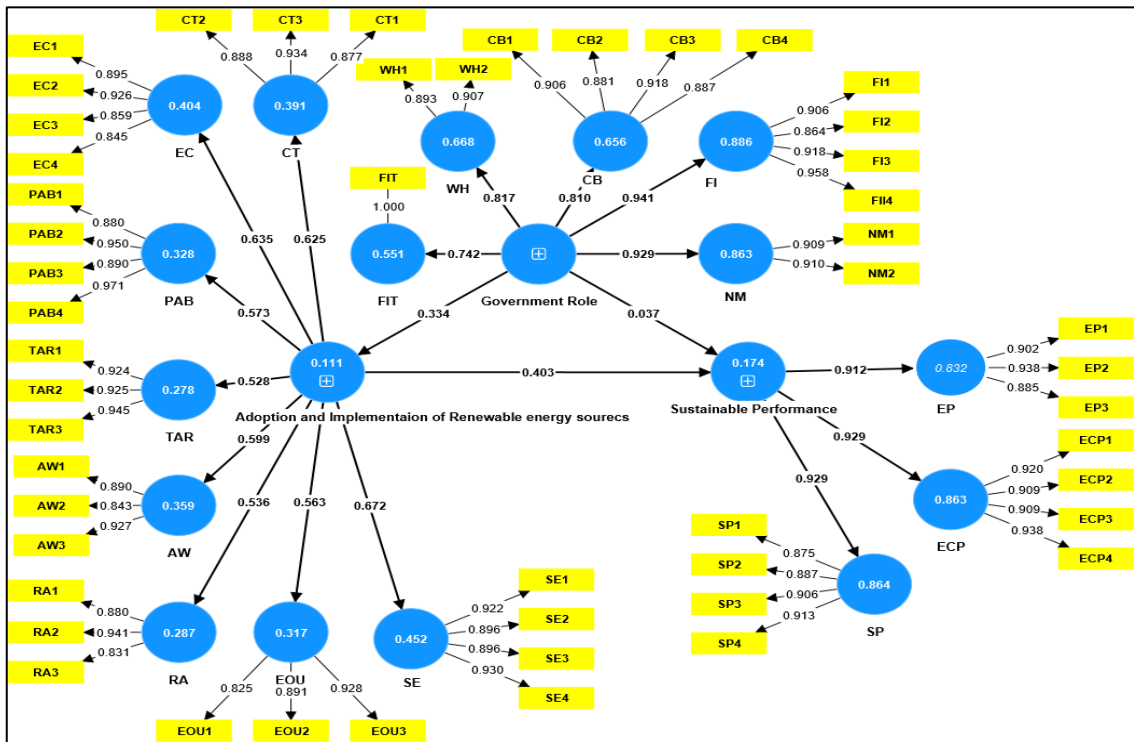 CT2
CT3
CT1
0.888
0.934
0.877
EC1
EC2
EC3
EC4
0.895
0.926
0.859
0.845
0.404
EC
0.391
CT
WH1
WH2
0.893
0.907
0.668
WH
CB1
CB2
CB3
CB4
0.906
0.881
0.918
0.887
0.656
CB
FI1
FI2
FI3
FII4
0.906
0.864
0.918
0.958
0.886
FI
PAB1
PAB2
PAB3
PAB4
0.880
0.950
0.890
0.971
0.328
PAB
0.635
0.625
0.573
FIT
1.000
0.551
FIT
0.817
0.810
0.941
0.742
0.929
Government Role
0.863
NM
NM1
NM2
0.909
0.910
0.334
0.037
TAR1
TAR2
TAR3
0.924
0.925
0.945
0.278
TAR
0.528
0.111
Adoption and Implementaion of Renewable energy sourecs
0.403
0.174
Sustainable Performance
0.912
0.832
EP
EP1
EP2
EP3
0.902
0.938
0.885
AW1
AW2
AW3
0.890
0.843
0.927
0.359
AW
0.599
0.536
0.563
0.672
0.929
0.929
0.863
ECP
ECP1
ECP2
ECP3
ECP4
0.920
0.909
0.909
0.938
SP1
SP2
SP3
SP4
0.875
0.887
0.906
0.913
0.864
SP
RA1
RA2
RA3
0.880
0.941
0.831
0.287
RA
0.317
EOU
0.825
0.891
0.928
EOU1
EOU2
EOU3
0.452
SE
0.922
0.896
0.896
0.930
SE1
SE2
SE3
SE4